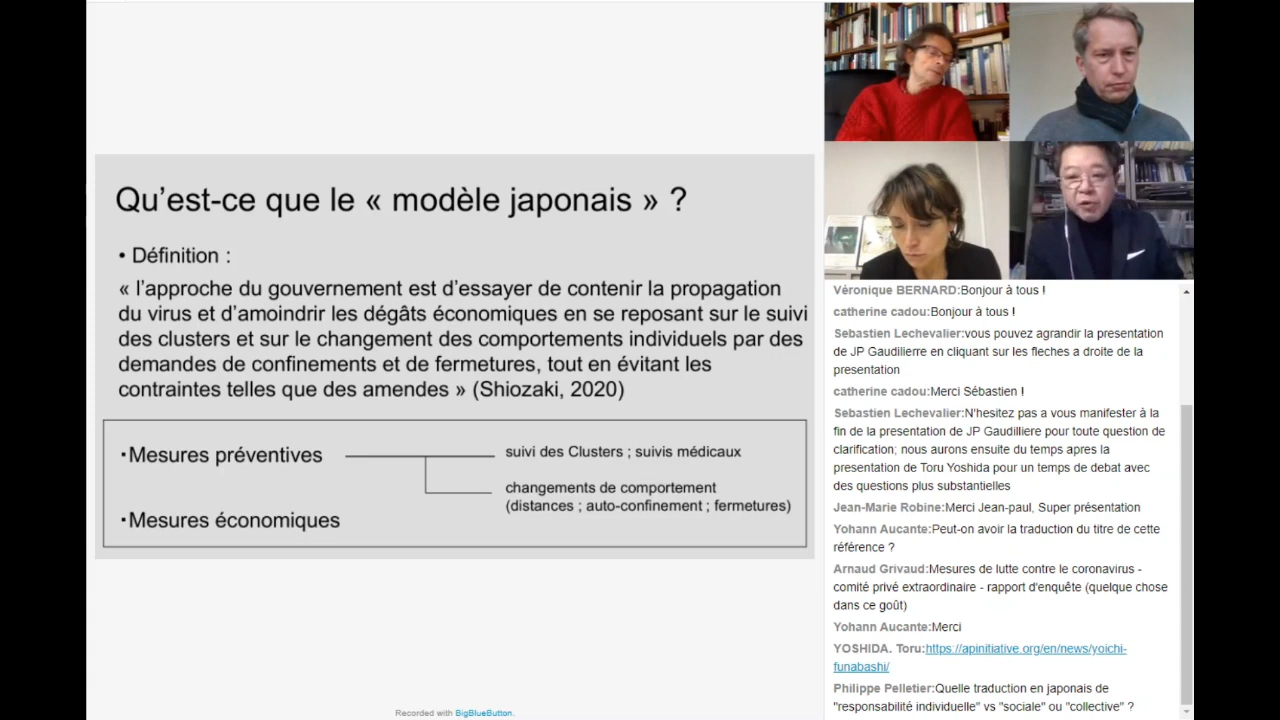 Qu’est-ce que le « modèle japonais » ?
• Définition :
« l’approche du gouvernement est d’essayer de contenir la propagation
du virus et d’amoindrir les dégâts économiques en se reposant sur le suivi
des clusters et sur le changement des comportements individuels par des
demandes de confinements et de fermetures, tout en évitant les
contraintes telles que des amendes » (Shiozaki, 2020)
・Mesures préventives
suivi des Clusters ; suivis médicaux
changements de comportement
(distances ; auto-confinement ; fermetures)
・Mesures économiques
Recorded with BigBlueButton.
Véronique BERNARD:Bonjour à tous !
catherine cadou:Bonjour à tous !
Sebastien Lechevalier:vous pouvez agrandir la presentation
de JP Gaudilierre en cliquant sur les fleches a droite de la
presentation
catherine cadou:Merci Sébastien !
Sebastien Lechevalier:N'hesitez pas a vous manifester à la
fin de la presentation de JP Gaudilliere pour toute question de
clarification; nous aurons ensuite du temps apres la
presentation de Toru Yoshida pour un temps de debat avec
des questions plus substantielles
Jean-Marie Robine:Merci Jean-paul, Super présentation
Yohann Aucante:Peut-on avoir la traduction du titre de cette
référence ?
Arnaud Grivaud:Mesures de lutte contre le coronavirus -
comité privé extraordinaire - rapport d'enquête (quelque chose
dans ce goût)
Yohann Aucante:Merci
YOSHIDA. Toru:https://apinitiative.org/en/news/yoichi-
funabashi/
Philippe Pelletier:Quelle traduction en japonais de
"responsabilité individuelle" vs "sociale" ou "collective" ?